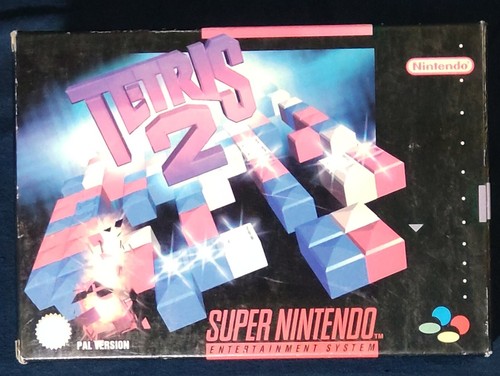 TETRIS
2
Nintendo
PAL VERSION
SUPER NINTENDO
ENTERTAINMENT SYSTEM